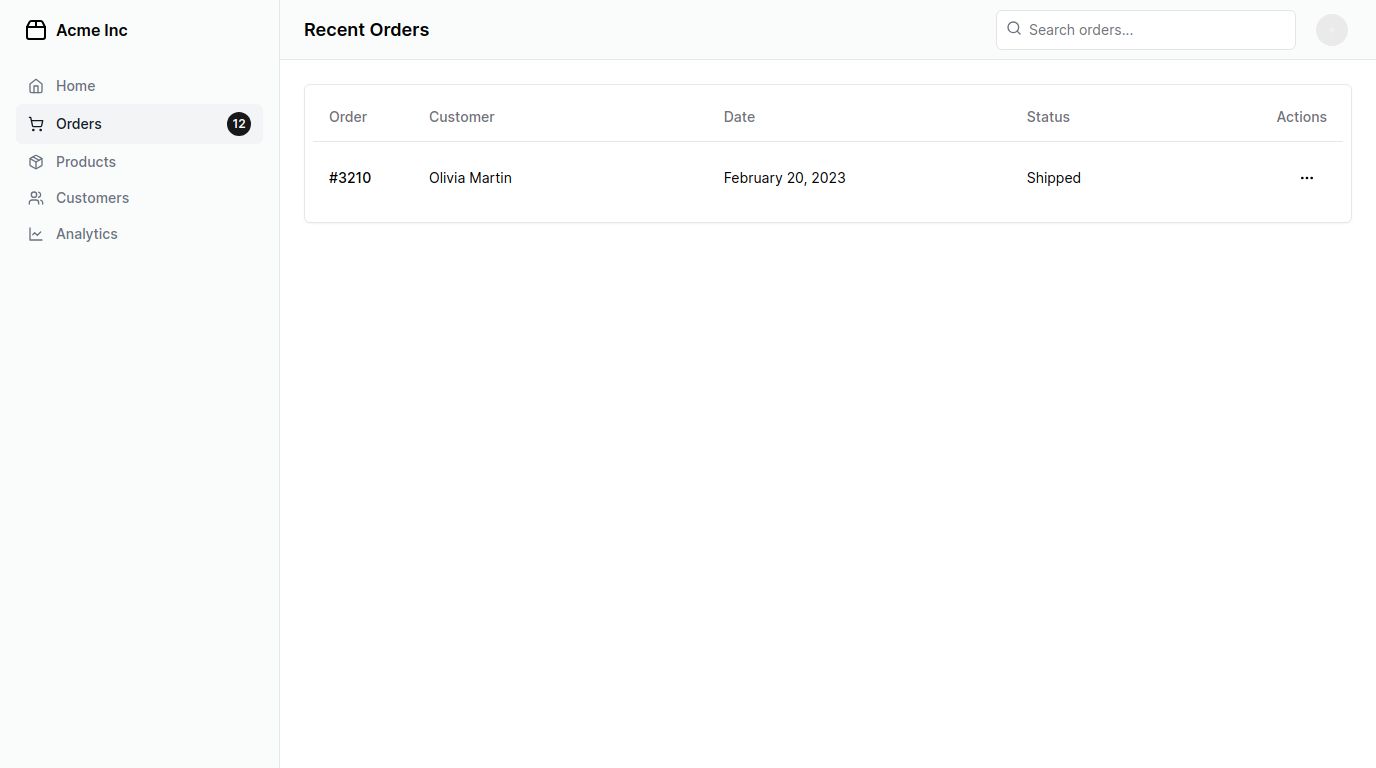 Acme Inc
Home
Orders 12
Products
Customers
Analytics
Recent Orders
Search orders...
Order Customer Date Status Actions
#3210 Olivia Martin February 20, 2023 Shipped ...